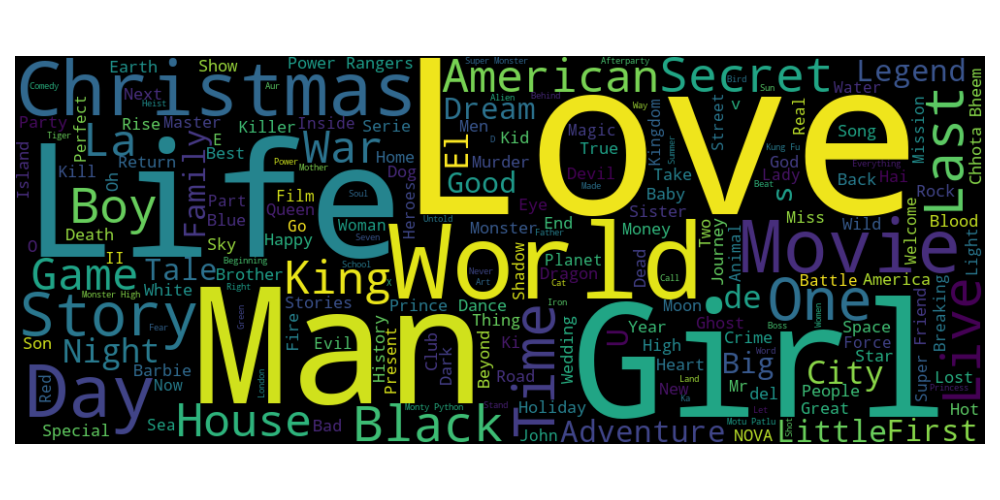 Christmas
Earth
Show
Power Rangers
Super Monster
Afterparty
American
Secret
Legend
Comedy
Next
Heist
Aur
Love
Alien
Behind
Way
Bird
Sun
Water
Dream
Party
Rise
Master
Inside
Serie
Men
Kid
Magic
True
Kingdom
Street
v
Real
Song
Mission
Chhota Bheem
Last
Tiger
Perfect
La
Killer
E
War
El
D
Summer
Kung Fu
Island
Best
Home
Return
Kill
Oh
Life
Family
Power
Mother
Dog
Good
Murder
Devil
Take
God
Lady
Back
Everything
Hai
Made
Baby
Beat
s
Rock
Boy
Part
Film
Soul
Heroes
Eye
Sister
Animal
Miss
Wild
Welcome
Blood
Death
Blue
Queen
Go
Woman
Untold
Father
End
Money
Two
Movie
Light
O
II
Sky
Happy
Seven
World
Monster
Journey
Game
Tale
Brother
Beginning
School
King
Shadow
Planet
Dragon
Dead
Never
Call
Battle
America
Monster High
White
Right
X
Stories
Art
Cat
Iron
Man
Prince
Dance
Moon
de
One
Live
Breaking
Super Friend
Story
Green
Fire
History
Thing
Time
Year
Ghost
U
Girl
Boss
Women
Space
Force
Fear
Son
Night
Evil
Present
Club
Dark
Beyond
Ki
Wedding
High
Crime
Word
Star
Barbie
Now
London
Road
Heart
Big
City
Lost
Day
Red
Land
New
Mr
People
Princess
Monty Python
Stand
Holiday
Ka
del
Let
Great
Hot
Special
Sea
House
Bad
Black
John
Adventure
NOVA
Motu Patlu
Shot
Little
First